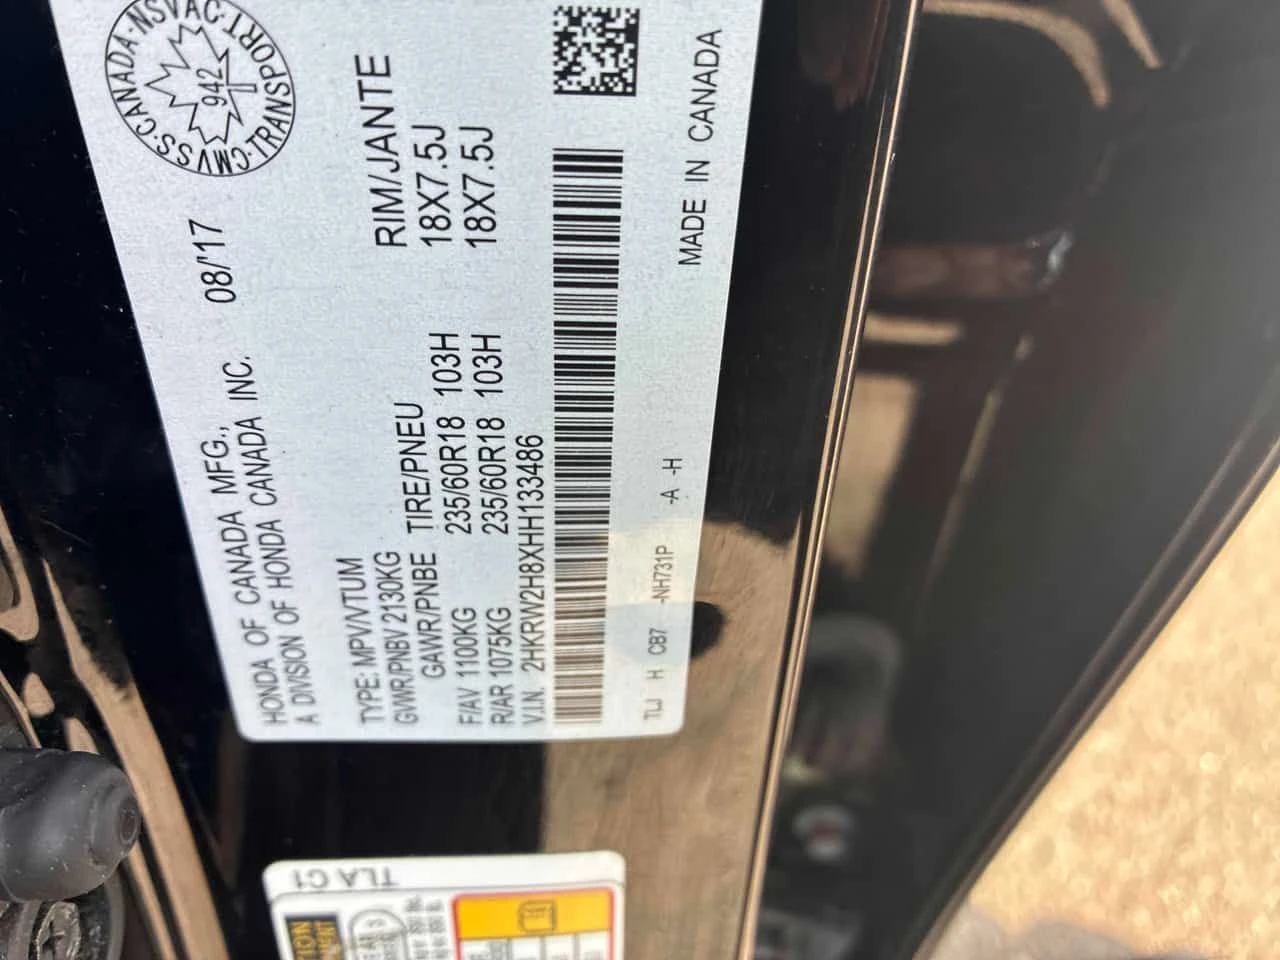 CMVSS·CANADA·NSVAC·TRANSPORT
942
HONDA OF CANADA MFG., 08/'17
A DIVISION OF HONDA CANADA INC.
TYPE: MPV/VTUM
GVWR/PNBV 2130KG
GAWR/PNBE TIRE/PNEU RIM/JANTE
F/AV 1100KG 235/60R18 103H 18X7.5J
R/AR 1075KG 235/60R18 103H 18X7.5J
V.I.N. 2HKRW2H8XHH133486
TLJ H CB7 -NH731P -A -H MADE IN CANADA
TLA C1